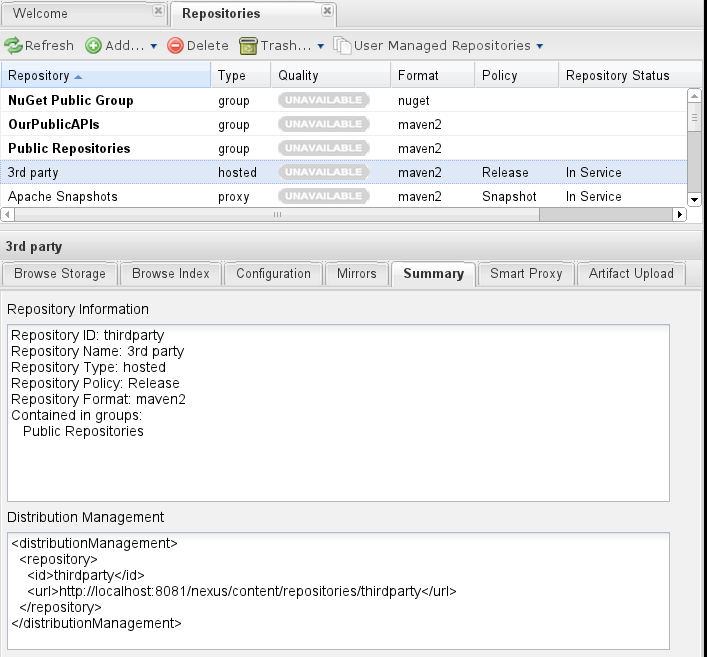 Welcome Repositories
Refresh Add... Delete Trash... User Managed Repositories
Repository Type Quality Format Policy Repository Status
NuGet Public Group group UNAVAILABLE nuget
OurPublicAPIs group UNAVAILABLE maven2
Public Repositories group UNAVAILABLE maven2
3rd party hosted UNAVAILABLE maven2 Release In Service
Apache Snapshots proxy UNAVAILABLE maven2 Snapshot In Service
3rd party
Browse Storage Browse Index Configuration Mirrors Summary Smart Proxy Artifact Upload
Repository Information
Repository ID: thirdparty
Repository Name: 3rd party
Repository Type: hosted
Repository Policy: Release
Repository Format: maven2
Contained in groups:
Public Repositories
Distribution Management
<distributionManagement>
<repository>
<id>thirdparty</id>
<url>http://localhost:8081/nexus/content/repositories/thirdparty</url>
</repository>
</distributionManagement>